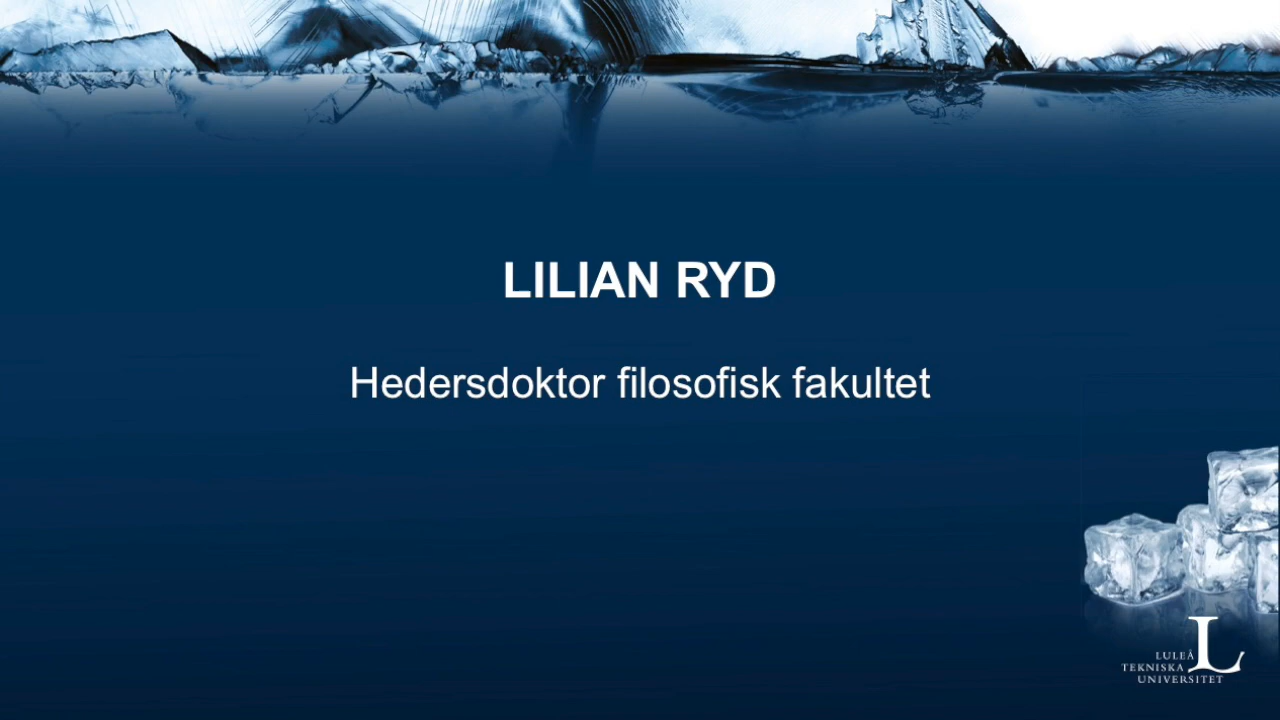 LILIAN RYD
Hedersdoktor filosofisk fakultet
LULEÅ
TEKNISKA
UNIVERSITET
L